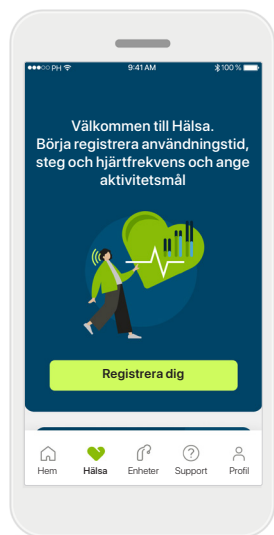 PH 9:41 AM 100 %
Välkommen till Hälsa.
Börja registrera användningstid,
steg och hjärtfrekvens och ange
aktivitetsmål
Registrera dig
Hem Hälsa Enheter Support Profil